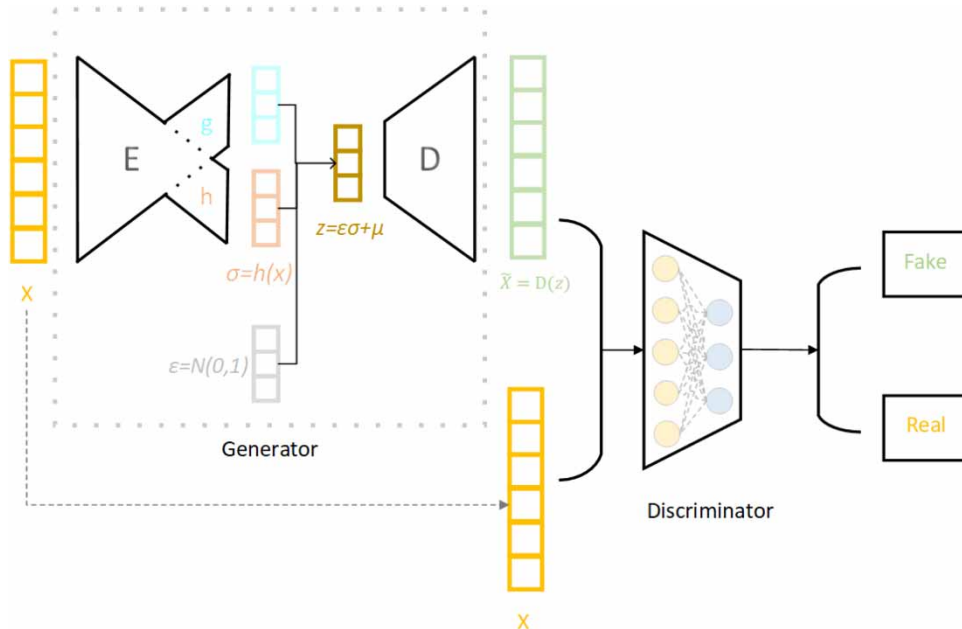 E
g
h
D
z=εσ+μ
X
σ=h(x)
X̃ = D(z)
Fake
ε=N(0,1)
Generator
Real
Discriminator
X